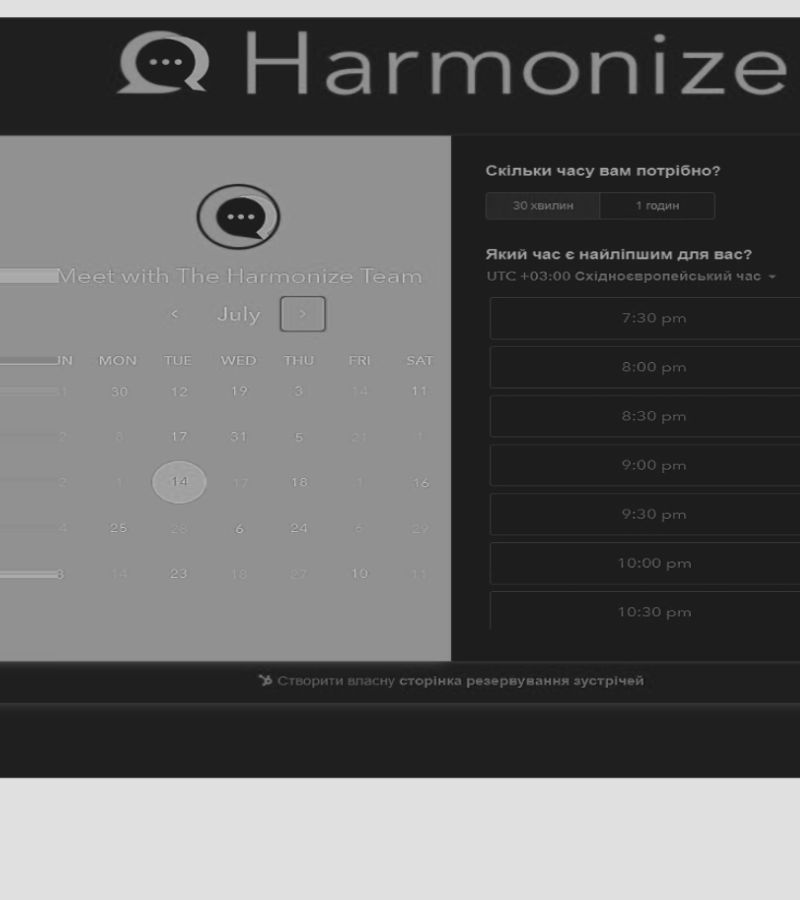 Harmonize
Meet with The Harmonize Team
July
MON TUE WED THU FRI SAT
30 12 19 3 14 11
2 8 17 31 5 21 1
2 1 14 17 18 1 16
4 25 28 6 24 6 29
3 14 23 18 27 10 11
Скільки часу вам потрібно?
30 хвилин 1 годин
Який час є найліпшим для вас?
UTC +03:00 Східноєвропейський час
7:30 pm
8:00 pm
8:30 pm
9:00 pm
9:30 pm
10:00 pm
10:30 pm
Створити власну сторінка резервування зустрічей